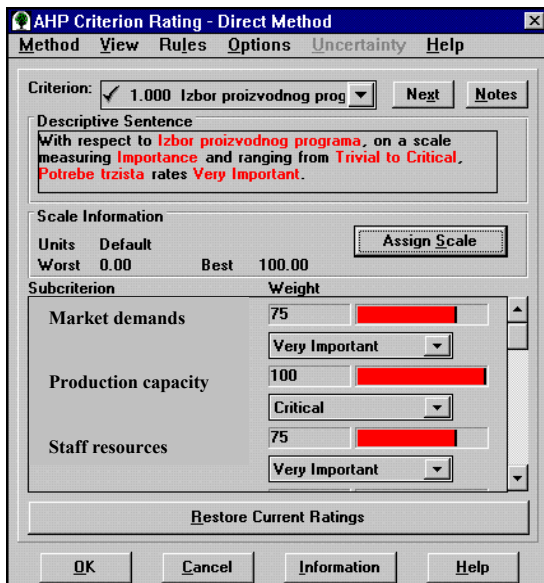 AHP Criterion Rating - Direct Method
Method View Rules Options Uncertainty Help
Criterion: ✓ 1.000 Izbor proizvodnog prog Next Notes
Descriptive Sentence
With respect to Izbor proizvodnog programa, on a scale
measuring Importance and ranging from Trivial to Critical,
Potrebe trzista rates Very Important.
Scale Information
Units Default
Assign Scale
Worst 0.00 Best 100.00
Subcriterion Weight
Market demands 75
Very Important
Production capacity 100
Critical
Staff resources 75
Very Important
Restore Current Ratings
OK Cancel Information Help